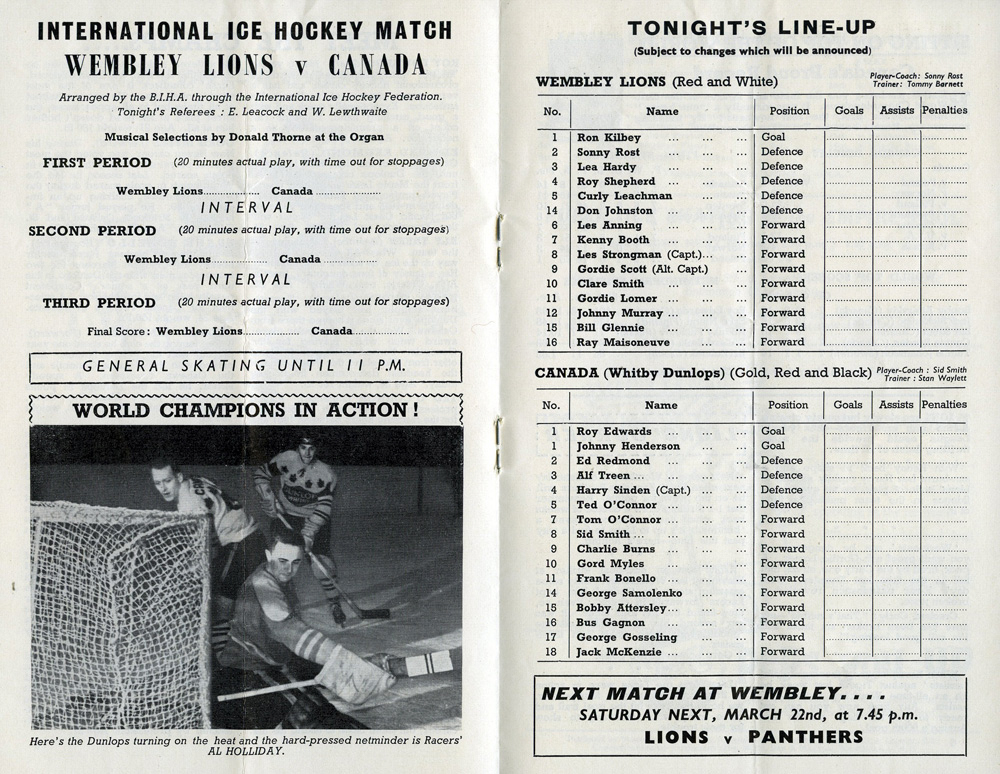 INTERNATIONAL ICE HOCKEY MATCH
WEMBLEY LIONS v CANADA
Arranged by the B.I.H.A. through the International Ice Hockey Federation.
Tonight's Referees : E. Leacock and W. Lewthwaite
Musical Selections by Donald Thorne at the Organ
FIRST PERIOD (20 minutes actual play, with time out for stoppages)
Wembley Lions................... Canada ......................
INTERVAL
SECOND PERIOD (20 minutes actual play, with time out for stoppages)
Wembley Lions.................. Canada ..................
INTERVAL
THIRD PERIOD (20 minutes actual play, with time out for stoppages)
Final Score : Wembley Lions................... Canada...................
GENERAL SKATING UNTIL 11 P.M.
WORLD CHAMPIONS IN ACTION !
Here's the Dunlops turning on the heat and the hard-pressed netminder is Racers'
AL HOLLIDAY.
TONIGHT'S LINE-UP
(Subject to changes which will be announced)
WEMBLEY LIONS (Red and White) Player-Coach : Sonny Rost
Trainer : Tommy Barnett
No. Name Position Goals Assists Penalties
1 Ron Kilbey ... ... Goal
2 Sonny Rost ... ... Defence
3 Lea Hardy ... ... Defence
4 Roy Shepherd ... ... Defence
5 Curly Leachman ... ... Defence
14 Don Johnston ... ... Defence
6 Les Anning ... ... Forward
7 Kenny Booth ... ... Forward
8 Les Strongman (Capt.)... ... Forward
9 Gordie Scott (Alt. Capt.) ... Forward
10 Clare Smith ... ... Forward
11 Gordie Lomer ... ... Forward
12 Johnny Murray ... ... Forward
15 Bill Glennie ... ... Forward
16 Ray Maisoneuve ... ... Forward
CANADA (Whitby Dunlops) (Gold, Red and Black) Player-Coach : Sid Smith
Trainer : Stan Waylett
No. Name Position Goals Assists Penalties
1 Roy Edwards ... ... Goal
1 Johnny Henderson ... ... Goal
2 Ed Redmond ... ... Defence
3 Alf Treen ... ... ... Defence
4 Harry Sinden (Capt.) ... ... Defence
5 Ted O'Connor ... ... Defence
7 Tom O'Connor ... ... Forward
8 Sid Smith ... ... ... Forward
9 Charlie Burns ... ... Forward
10 Gord Myles ... ... Forward
11 Frank Bonello ... ... Forward
14 George Samolenko ... ... Forward
15 Bobby Attersley... ... ... Forward
16 Bus Gagnon ... ... Forward
17 George Gosseling ... ... Forward
18 Jack McKenzie ... ... ... Forward
NEXT MATCH AT WEMBLEY....
SATURDAY NEXT, MARCH 22nd, at 7.45 p.m.
LIONS v PANTHERS